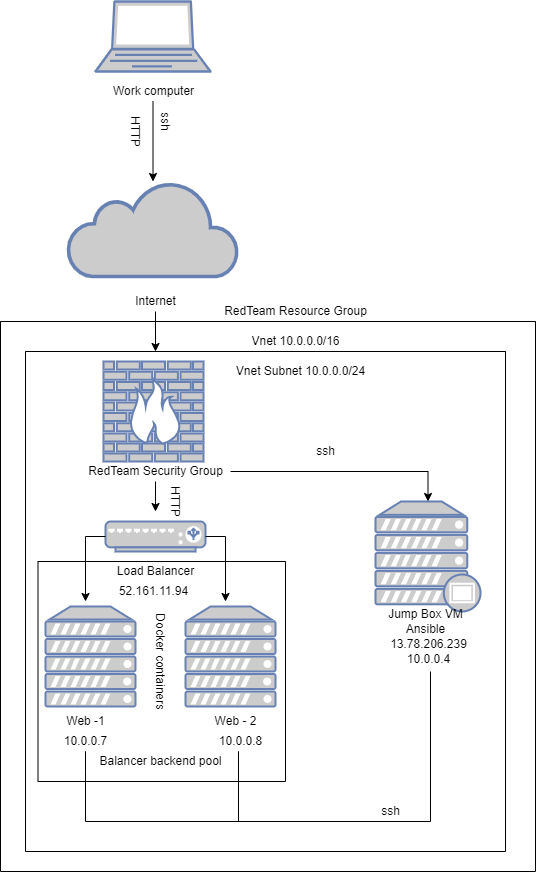 Work computer
ssh
HTTP
Internet
RedTeam Resource Group
Vnet 10.0.0.0/16
Vnet Subnet 10.0.0.0/24
RedTeam Security Group
ssh
HTTP
Load Balancer
52.161.11.94
Docker containers
Jump Box VM
Ansible
13.78.206.239
10.0.0.4
Web -1
Web - 2
10.0.0.7
10.0.0.8
Balancer backend pool
ssh